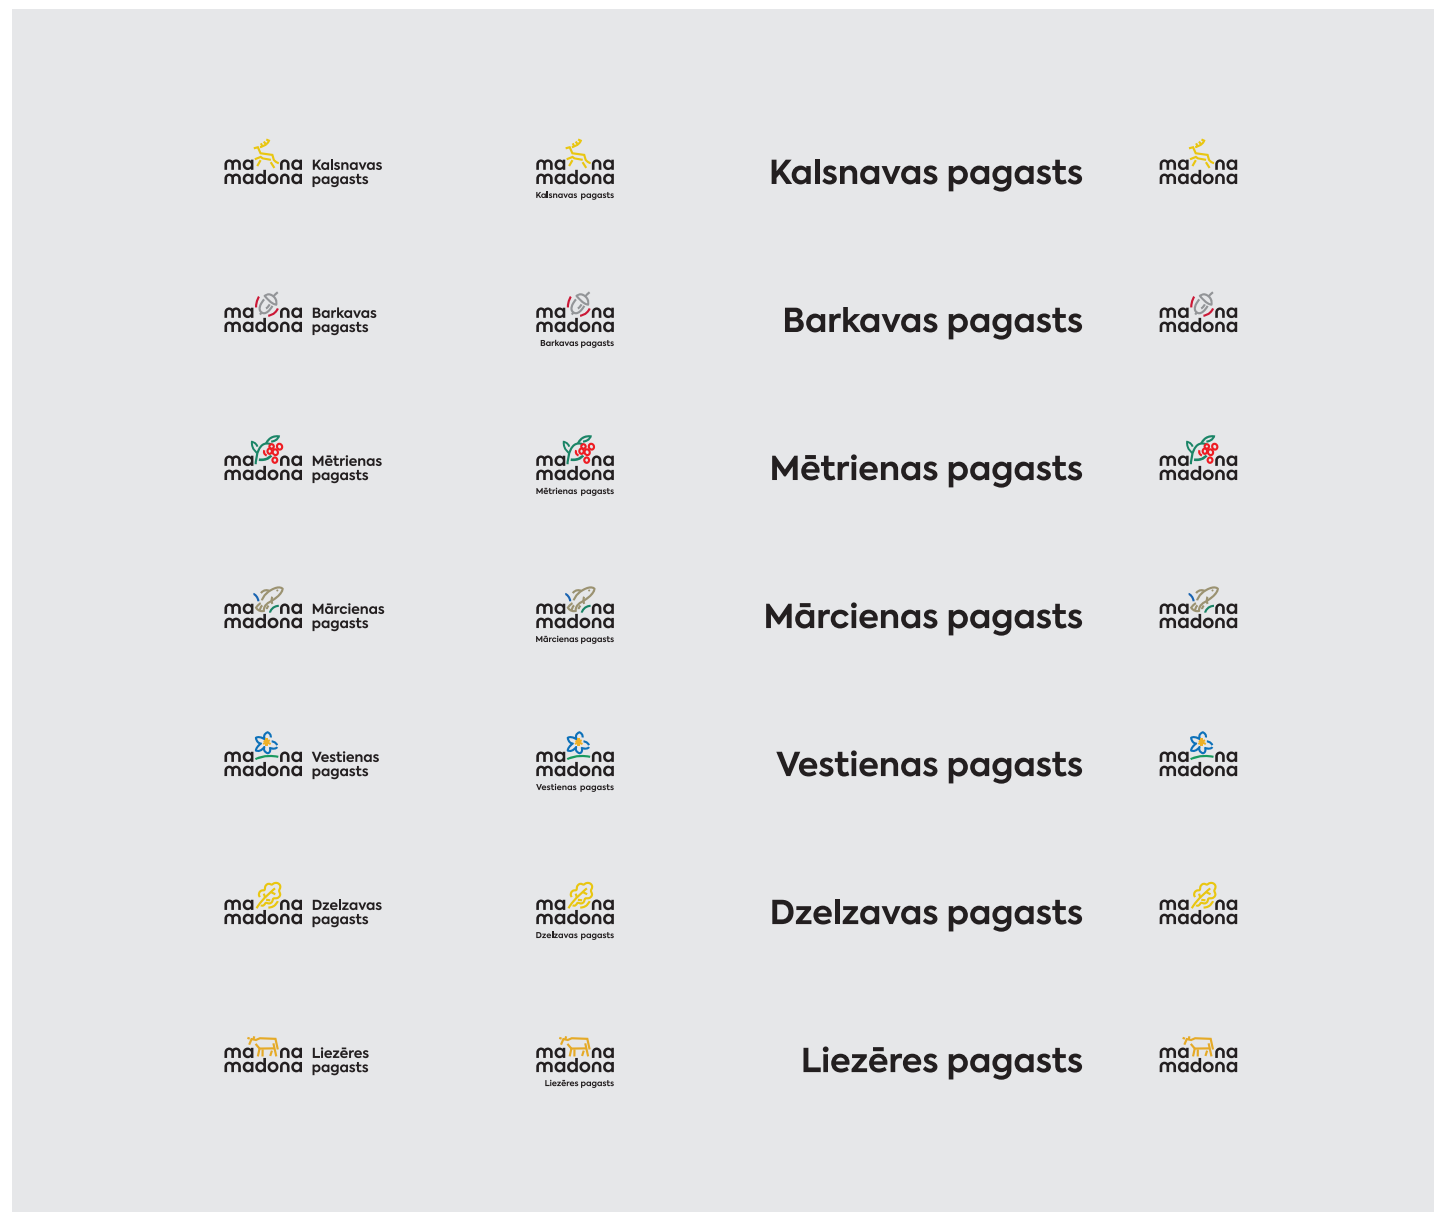 ma na
madona
Kalsnavas
pagasts
ma na
madona
Kalsnavas pagasts
Kalsnavas pagasts
ma na
madona
ma na
madona
Barkavas
pagasts
ma na
madona
Barkavas pagasts
Barkavas pagasts
ma na
madona
ma na
madona
Mētrienas
pagasts
ma na
madona
Mētrienas pagasts
Mētrienas pagasts
ma na
madona
ma na
madona
Mārcienas
pagasts
ma na
madona
Mārcienas pagasts
Mārcienas pagasts
ma na
madona
ma na
madona
Vestienas
pagasts
ma na
madona
Vestienas pagasts
Vestienas pagasts
ma na
madona
ma na
madona
Dzelzavas
pagasts
ma na
madona
Dzelzavas pagasts
Dzelzavas pagasts
ma na
madona
ma na
madona
Liezēres
pagasts
ma na
madona
Liezēres pagasts
Liezēres pagasts
ma na
madona